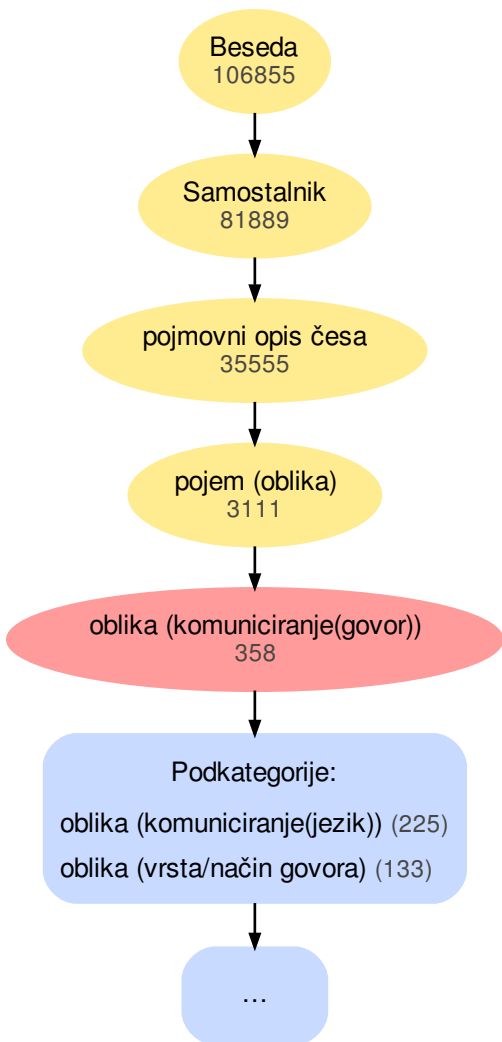 Beseda
106855
Samostalnik
81889
pojmovni opis česa
35555
pojem (oblika)
3111
oblika (komuniciranje(govor))
358
Podkategorije:
oblika (komuniciranje(jezik)) (225)
oblika (vrsta/način govora) (133)
...